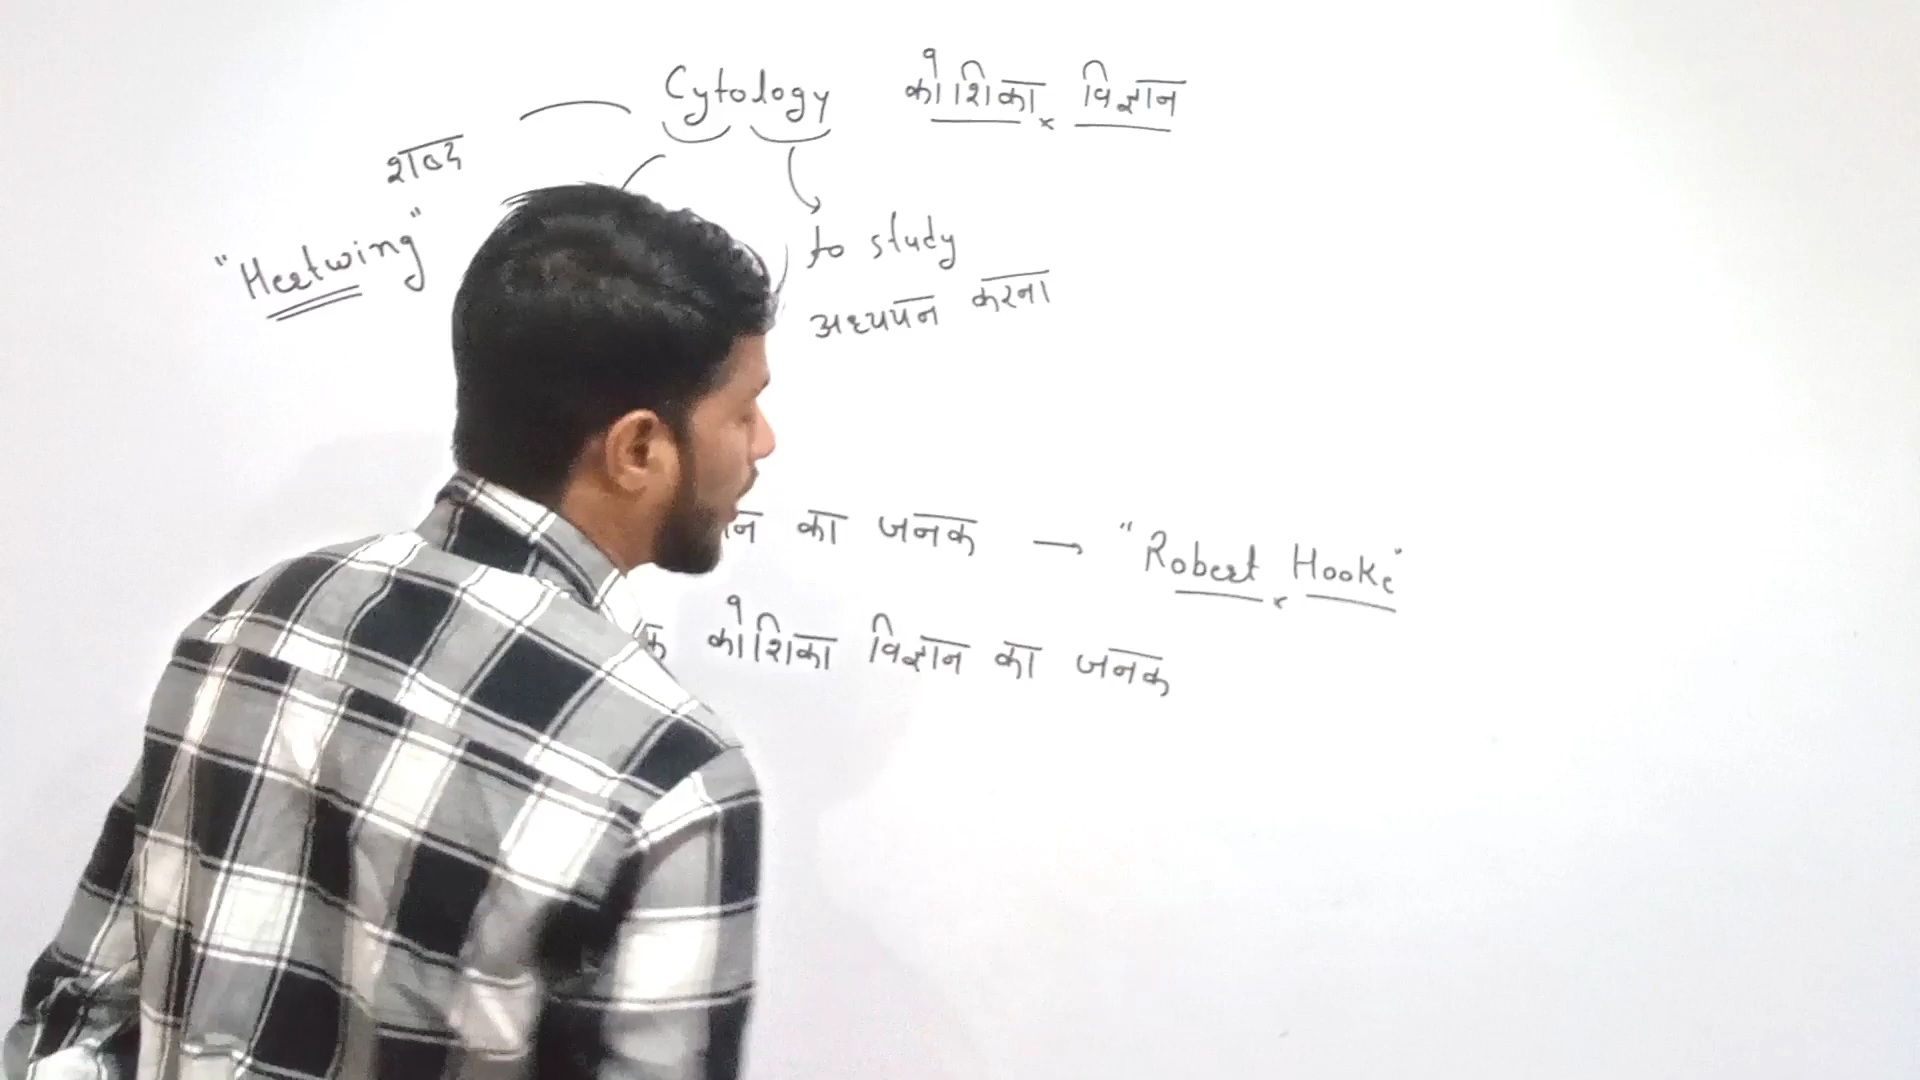 Cytology कोशिका विज्ञान
शब्द
"Heetwing"
to study
अध्ययन करना
का जनक → "Robert Hooke"
कोशिका विज्ञान का जनक